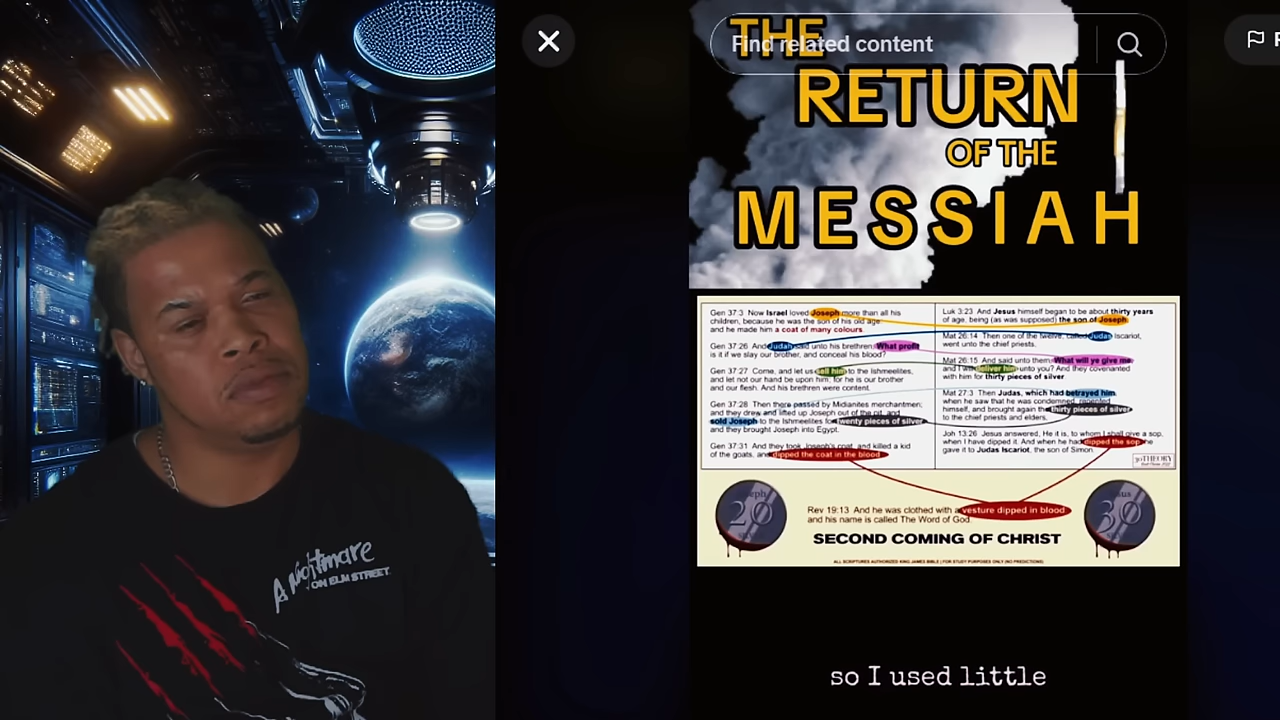 THE
Find related content
RETURN
OF THE
MESSIAH
Gen 37:3 Now Israel loved Joseph more than all his
children, because he was the son of his old age:
and he made him a coat of many colours.
Gen 37:26 And Judah said unto his brethren, What profit
is it if we slay our brother, and conceal his blood?
Gen 37:27 Come, and let us sell him to the Ishmeelites,
and let not our hand be upon him; for he is our brother
and our flesh. And his brethren were content.
Gen 37:28 Then there passed by Midianites merchantmen;
and they drew and lifted up Joseph out of the pit, and
sold Joseph to the Ishmeelites for twenty pieces of silver
and they brought Joseph into Egypt.
Gen 37:31 And they took Joseph's coat, and killed a kid
of the goats, and dipped the coat in the blood
Luk 3:23 And Jesus himself began to be about thirty years
of age, being (as was supposed) the son of Joseph
Mat 26:14 Then one of the twelve, called Judas Iscariot,
went unto the chief priests.
Mat 26:15 And said unto them, What will ye give me,
and I will deliver him unto you? And they covenanted
with him for thirty pieces of silver
Mat 27:3 Then Judas, which had betrayed him,
when he saw that he was condemned, repented
himself, and brought again the thirty pieces of silver
to the chief priests and elders,
Joh 13:26 Jesus answered, He it is, to whom I shall give a sop,
when I have dipped it. And when he had dipped the sop, he
gave it to Judas Iscariot, the son of Simon.
30THEORY
20
Rev 19:13 And he was clothed with a vesture dipped in blood
and his name is called The Word of God.
30
SECOND COMING OF CHRIST
ALL SCRIPTURES AUTHORIZED KING JAMES BIBLE | FOR STUDY PURPOSES ONLY (NO PREDICTIONS)
A Nightmare
ON ELM STREET
so I used little